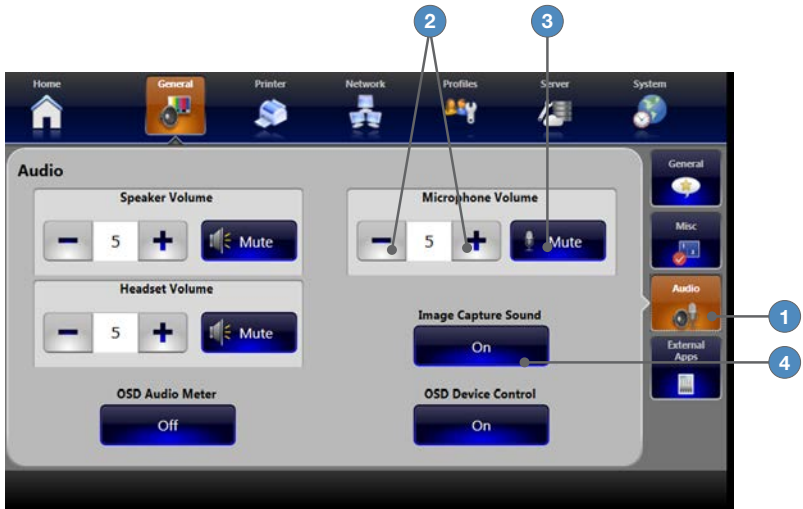 2 3
Home General Printer Network Profiles Server System
Audio
General
Speaker Volume Microphone Volume
Misc
5 Mute 5 Mute
Headset Volume
Audio
Image Capture Sound
1
5 Mute On
External
Apps
4
OSD Audio Meter OSD Device Control
Off On